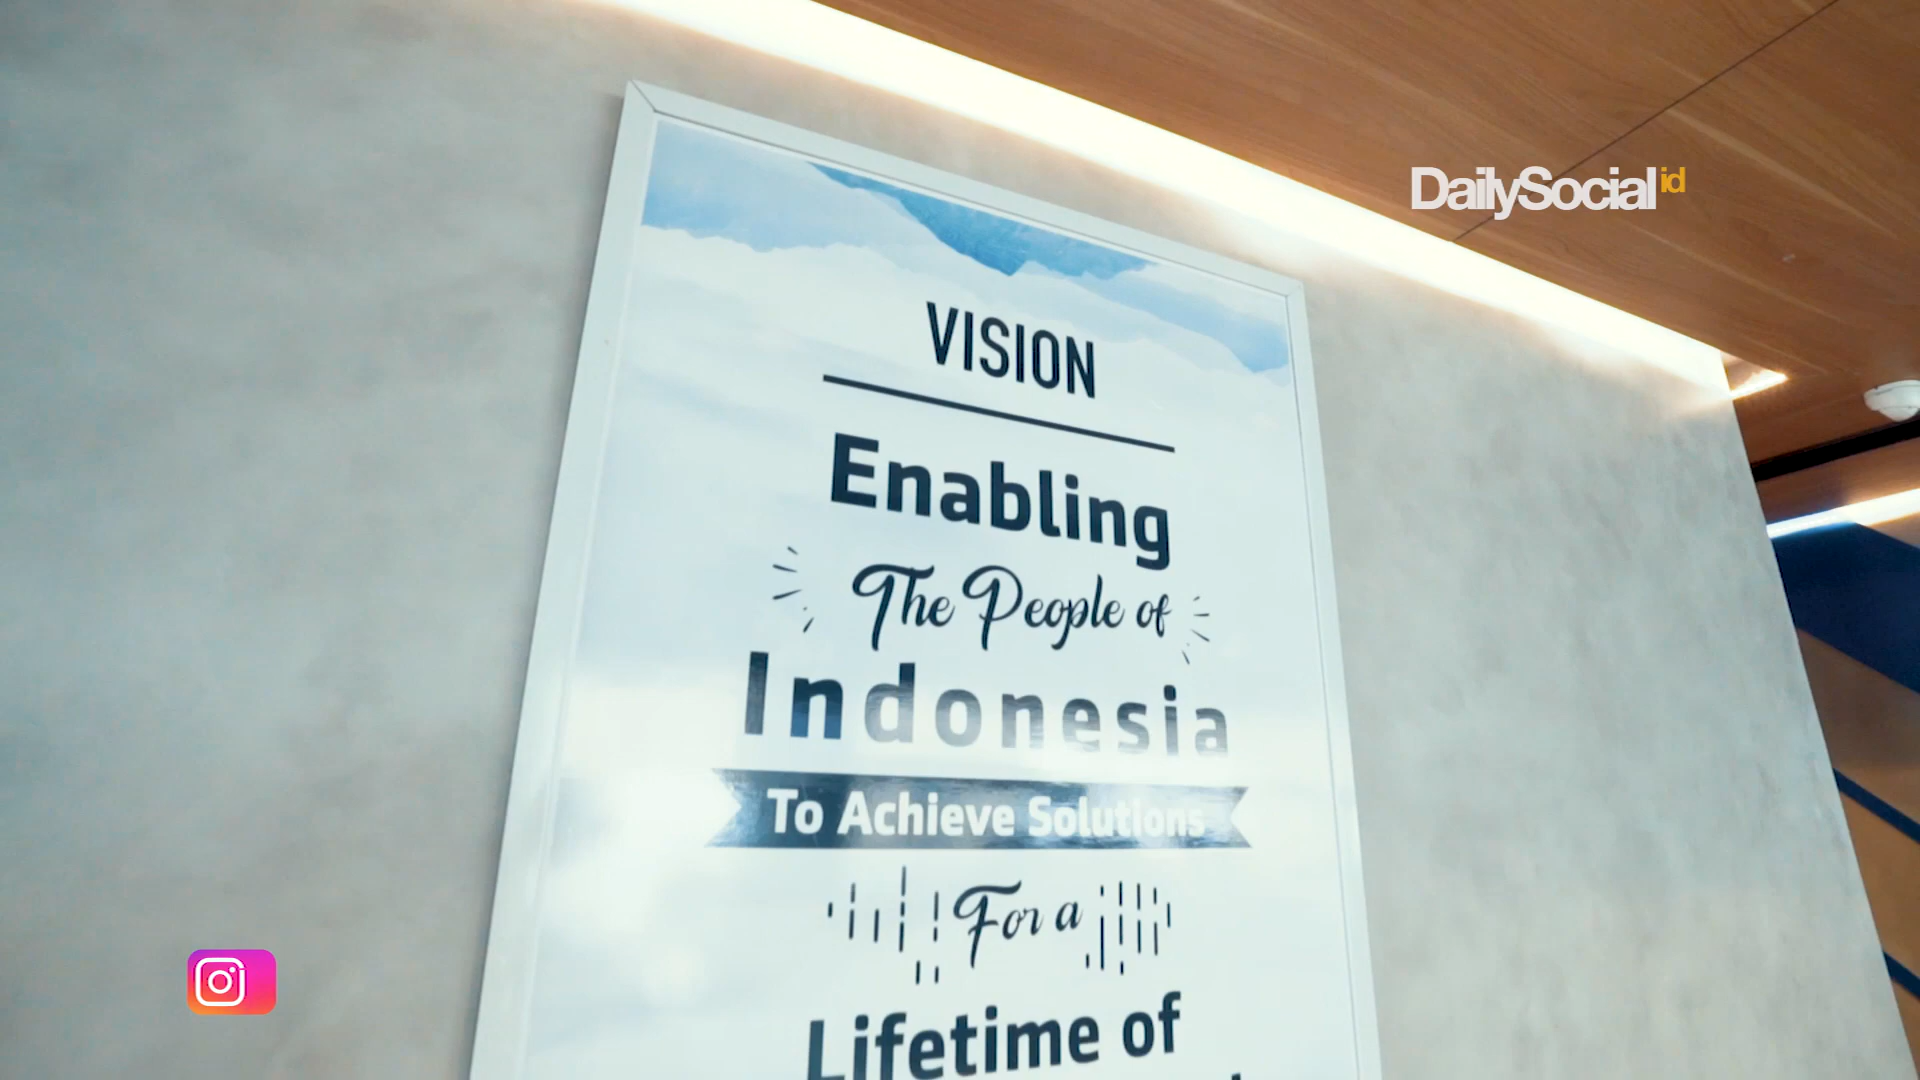 DailySocial.id
VISION
Enabling
The People of
Indonesia
To Achieve Solutions
For a
Lifetime of